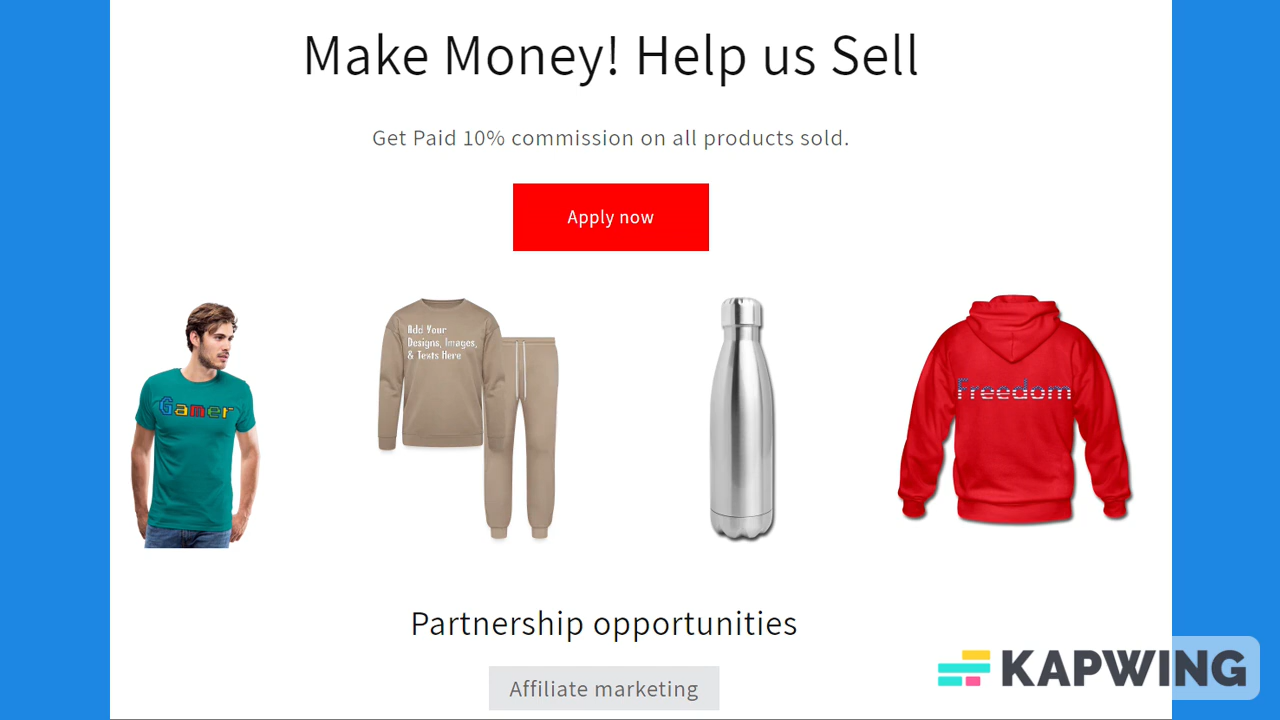 Make Money! Help us Sell
Get Paid 10% commission on all products sold.
Apply now
Gamer
Add Your
Designs, Images,
& Texts Here
Freedom
Partnership opportunities
Affiliate marketing
KAPWING